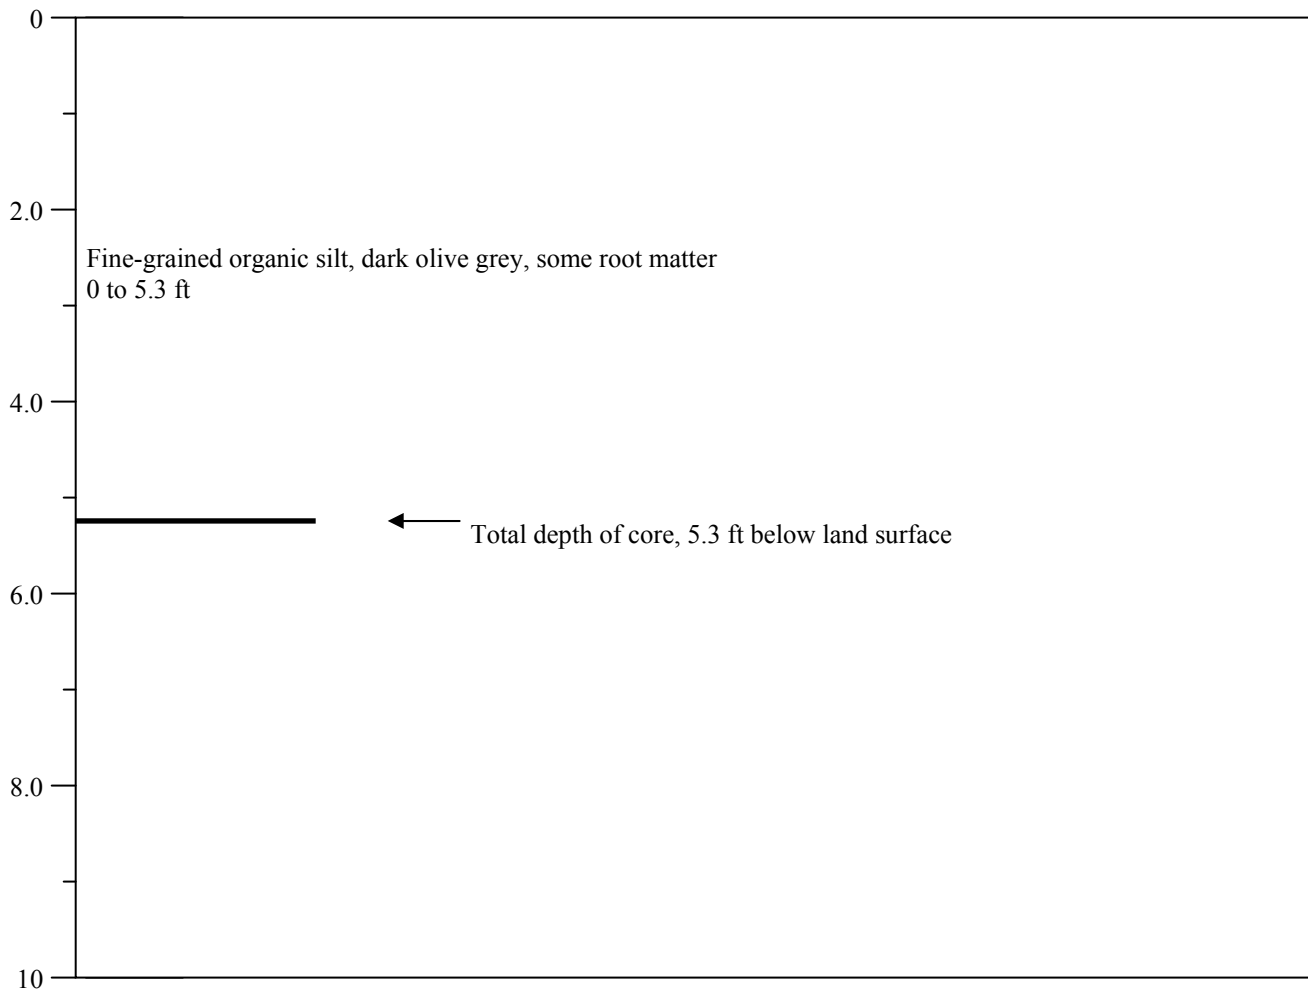 0
2.0
Fine-grained organic silt, dark olive grey, some root matter
0 to 5.3 ft
4.0
Total depth of core, 5.3 ft below land surface
6.0
8.0
10